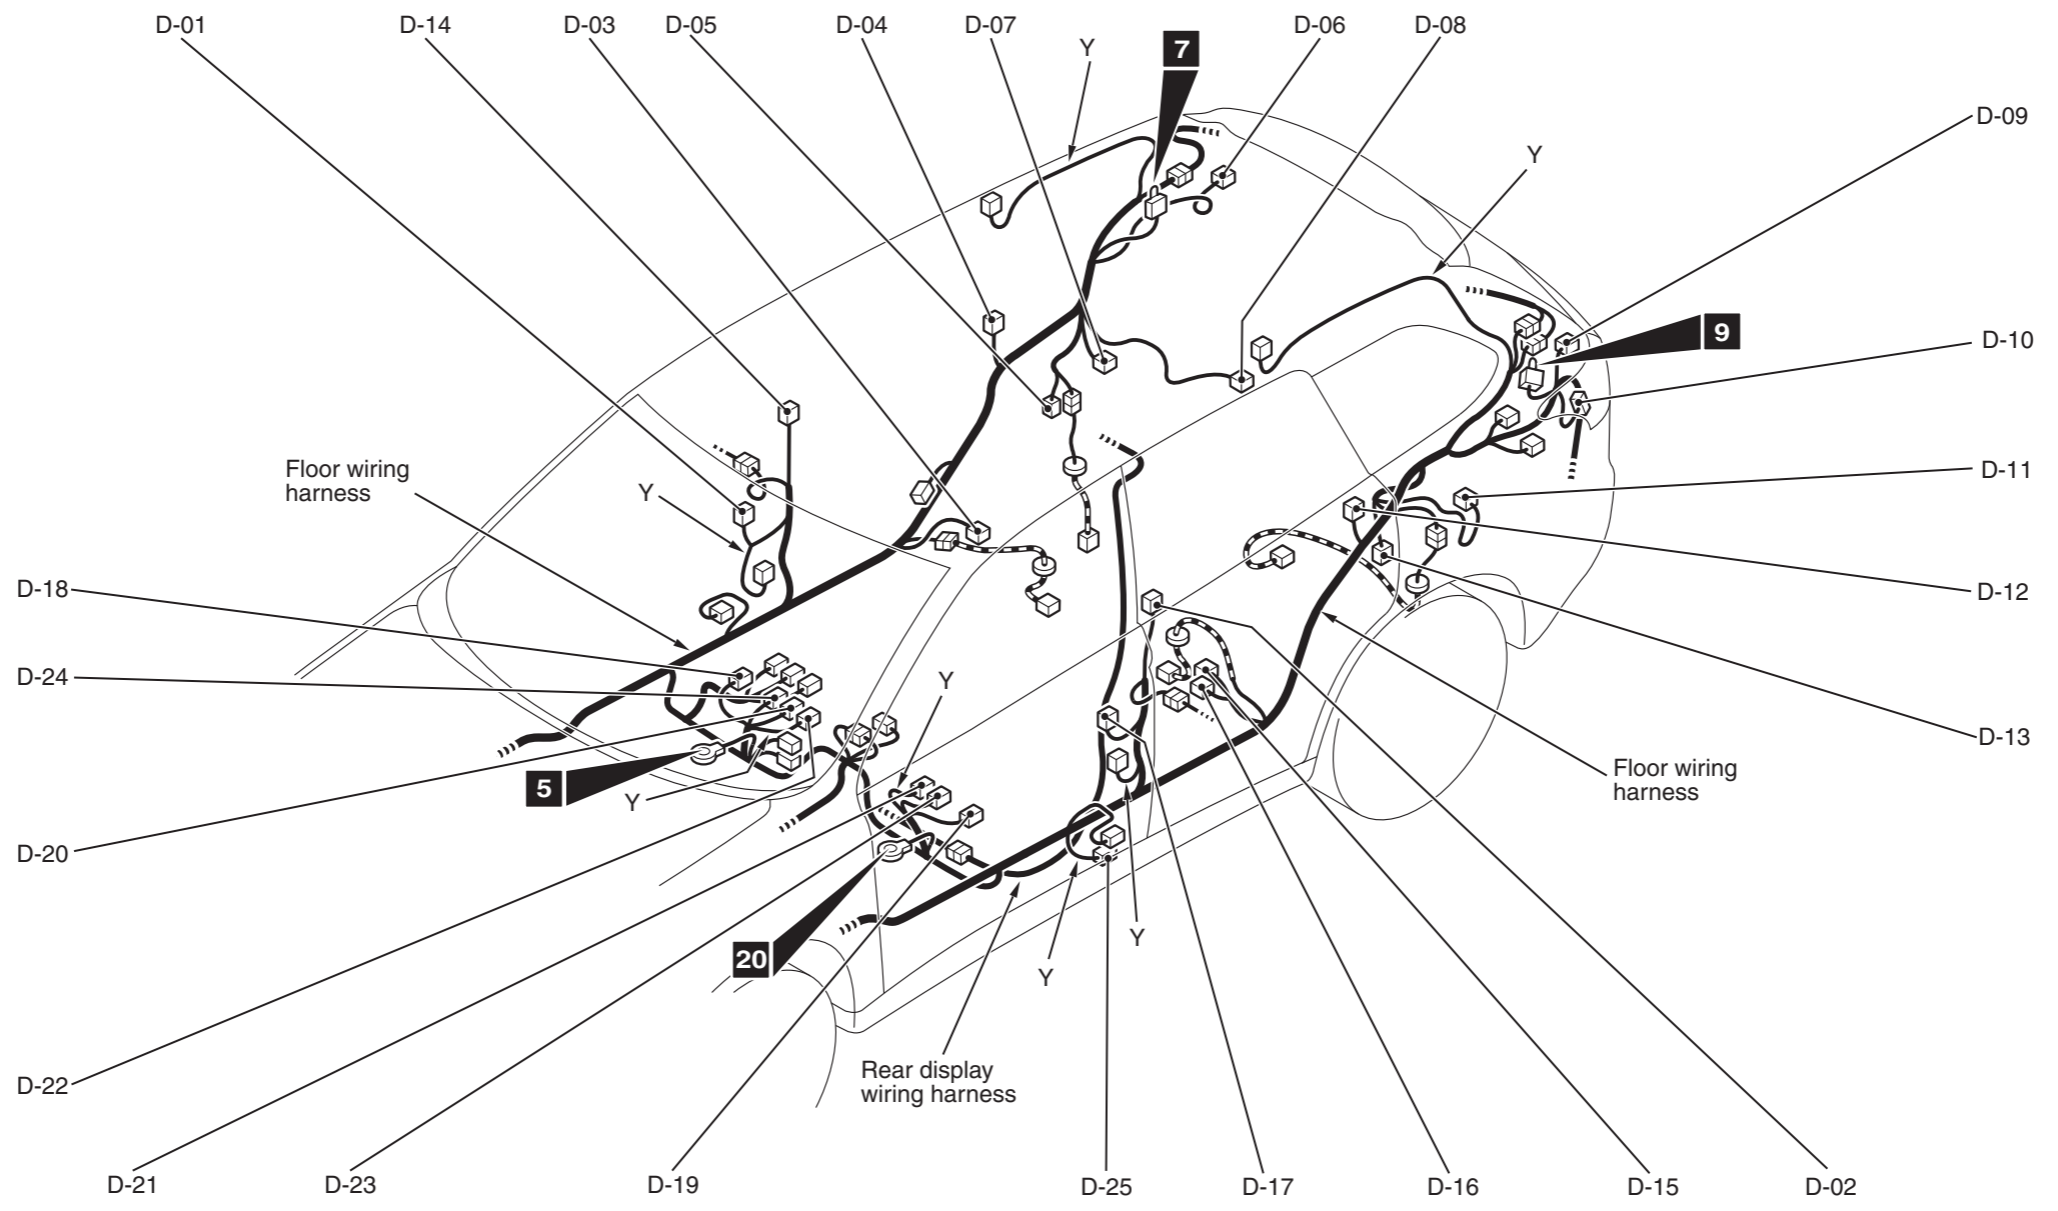 D-01
D-14
D-03
D-05
D-04
D-07
Y
7
D-06
D-08
D-09
Y
9
D-10
Floor wiring
harness
Y
D-11
D-18
D-12
D-24
Y
D-13
Floor wiring
harness
5
Y
D-20
20
Y
Y
Rear display
wiring harness
D-22
D-21
D-23
D-19
D-25
D-17
D-16
D-15
D-02